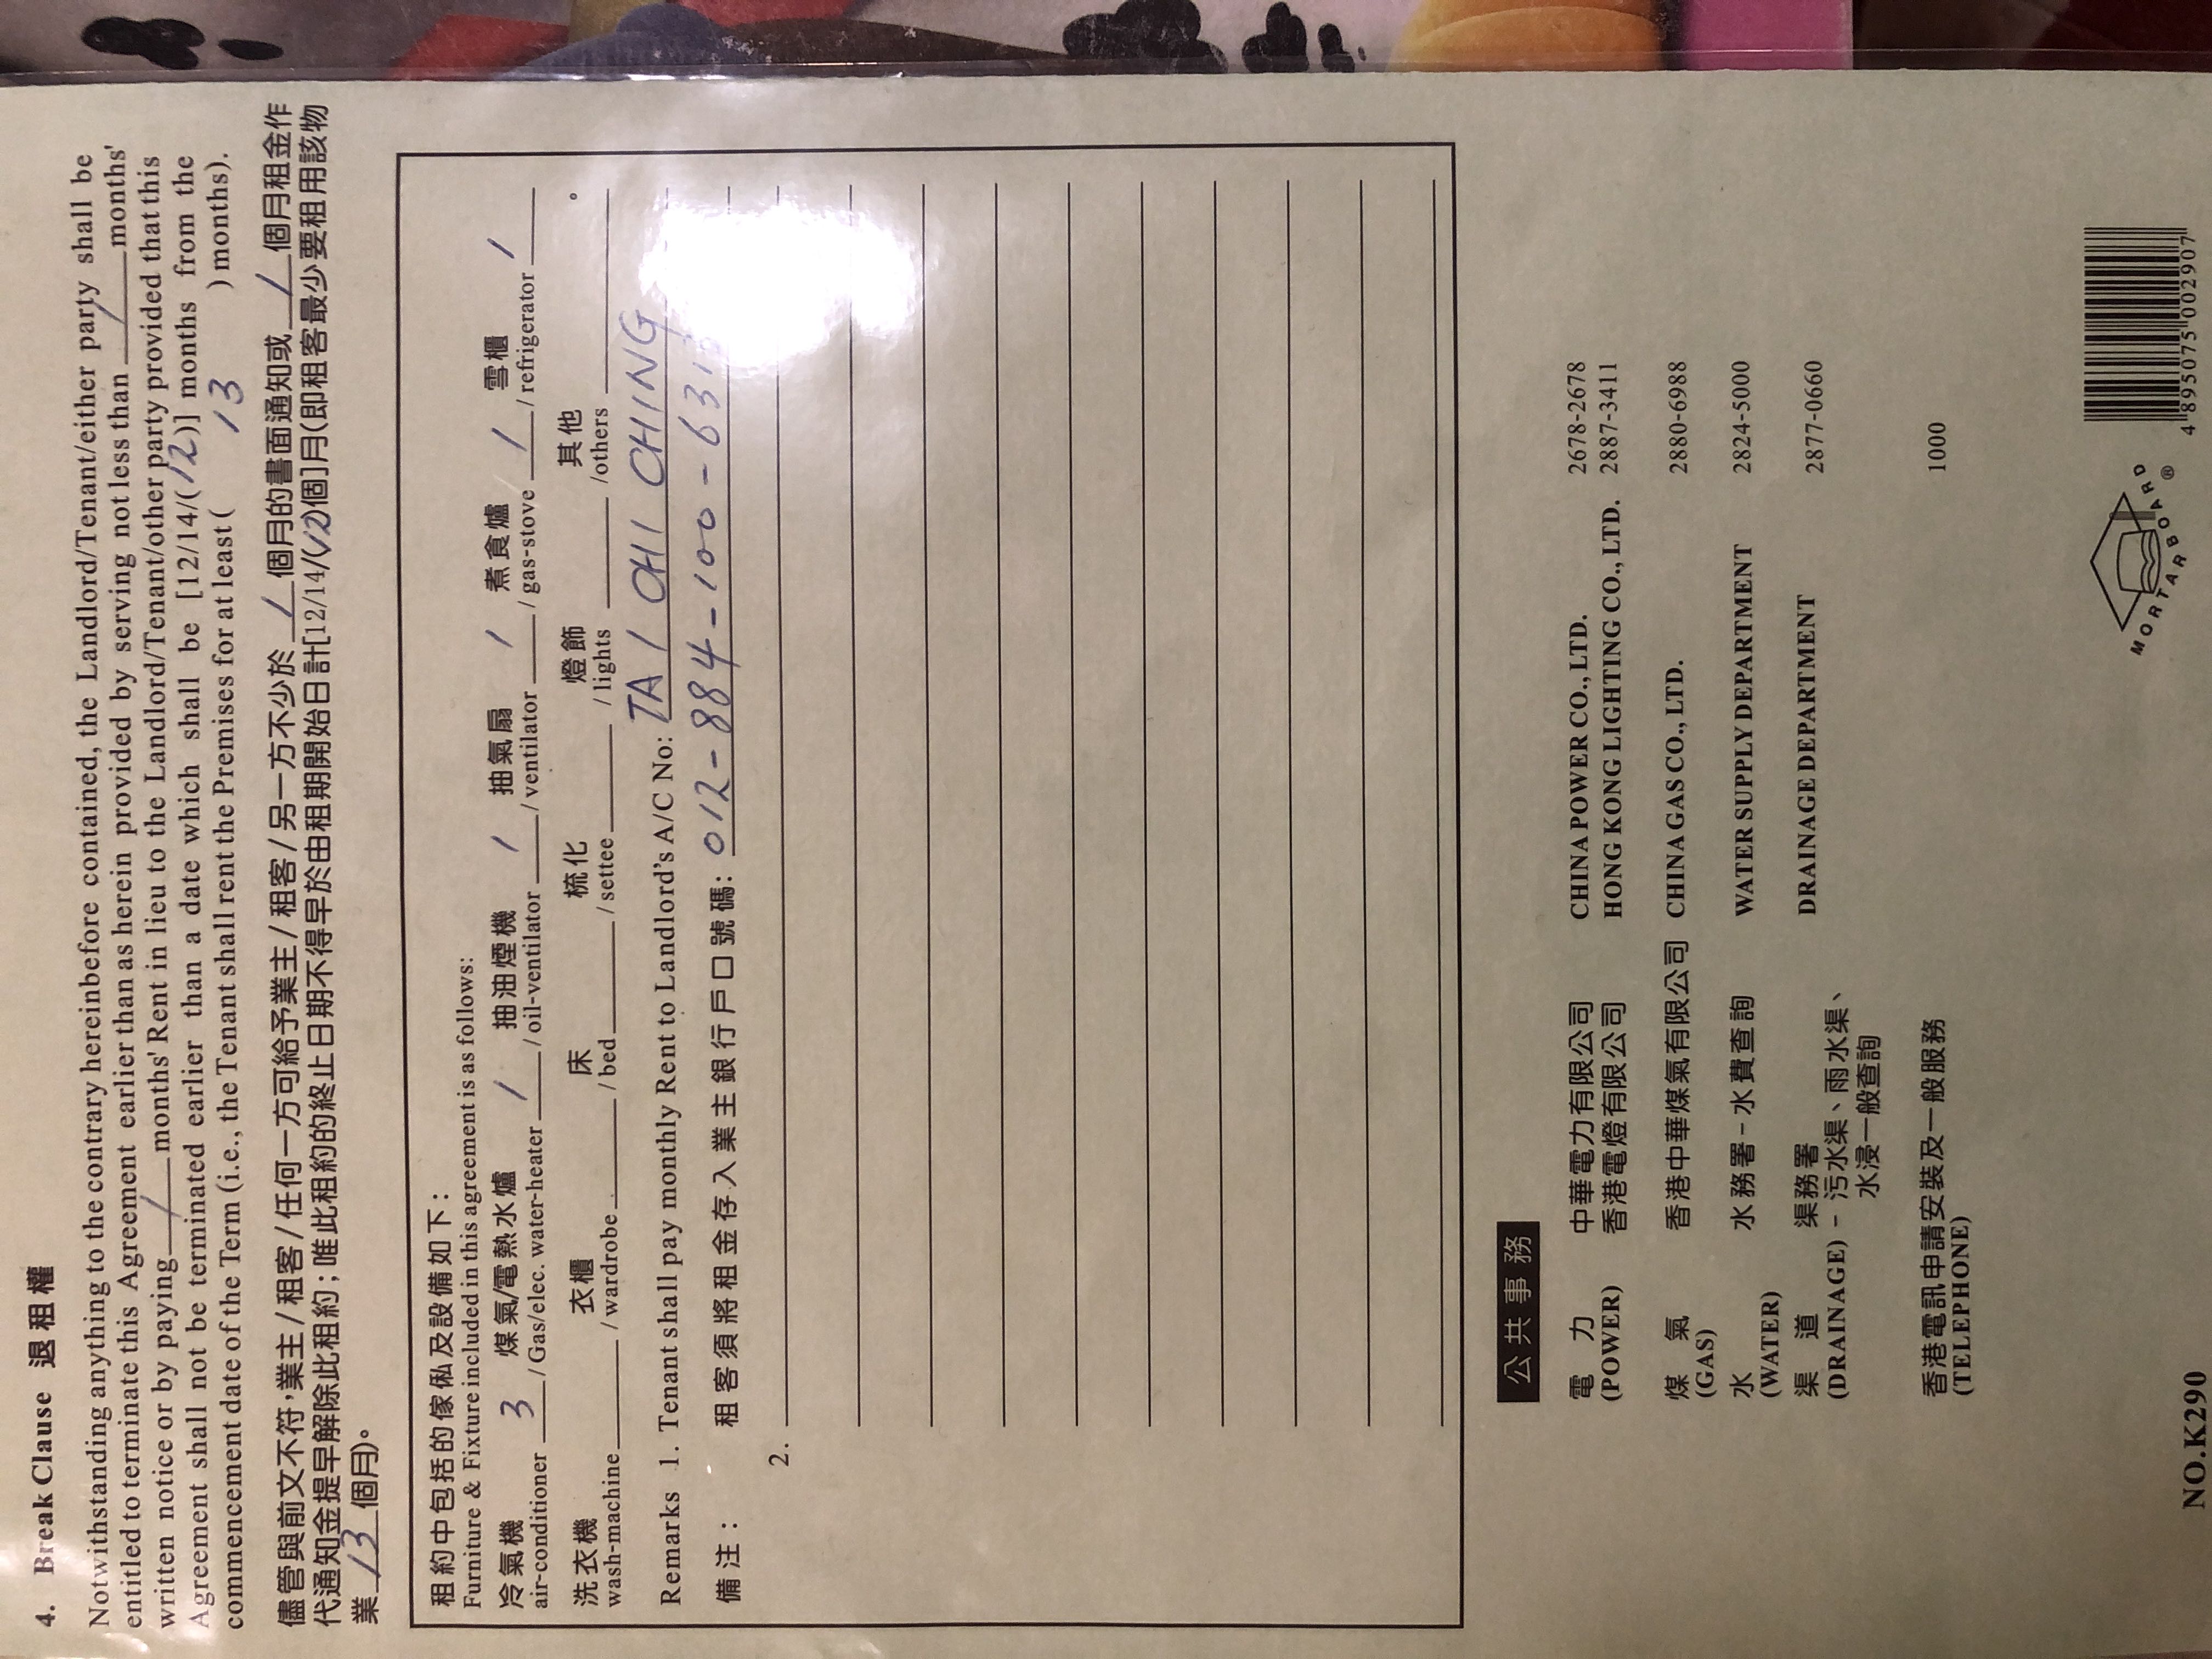 4. Break Clause 退租權
Notwithstanding anything to the contrary hereinbefore contained, the Landlord/Tenant/either party shall be
entitled to terminate this Agreement earlier than as herein provided by serving not less than 1 months'
written notice or by paying 1 months' Rent in lieu to the Landlord/Tenant/other party provided that this
Agreement shall not be terminated earlier than a date which shall be [12/14/(12)] months from the
commencement date of the Term (i.e., the Tenant shall rent the Premises for at least ( 13 ) months).
儘管與前文不符,業主/租客/任何一方可給予業主/租客/另一方不少於 1 個月的書面通知或 1 個月租金作
代通知金提早解除此租約;唯此租約的終止日期不得早於由租期開始日計[12/14/(12)個]月(即租客最少要租用該物
業 13 個月)。
租約中包括的傢俬及設備如下:
Furniture & Fixture included in this agreement is as follows:
冷氣機 煤氣/電熱水爐 抽油煙機 抽氣扇 煮食爐 雪櫃
air-conditioner 3 / Gas/elec. water-heater 1 / oil-ventilator 1 / ventilator 1 / gas-stove 1 / refrigerator 1
洗衣機 衣櫃 床 梳化 燈飾 其他
wash-machine / wardrobe / bed / settee / lights /others
Remarks 1. Tenant shall pay monthly Rent to Landlord's A/C No: TAI CHI CHING
備注: 租客須將租金存入業主銀行戶口號碼: 012-884-100-631
2.
公共事務
電力 中華電力有限公司 CHINA POWER CO., LTD. 2678-2678
(POWER) 香港電燈有限公司 HONG KONG LIGHTING CO., LTD. 2887-3411
煤氣 香港中華煤氣有限公司 CHINA GAS CO., LTD. 2880-6988
(GAS)
水 水務署-水費查詢 WATER SUPPLY DEPARTMENT 2824-5000
(WATER)
渠道 渠務署 DRAINAGE DEPARTMENT 2877-0660
(DRAINAGE) - 污水渠、雨水渠、
水浸一般查詢
香港電訊申請安裝及一般服務 1000
(TELEPHONE)
NO.K290
MORTARBOARD ®
4 895075 002907